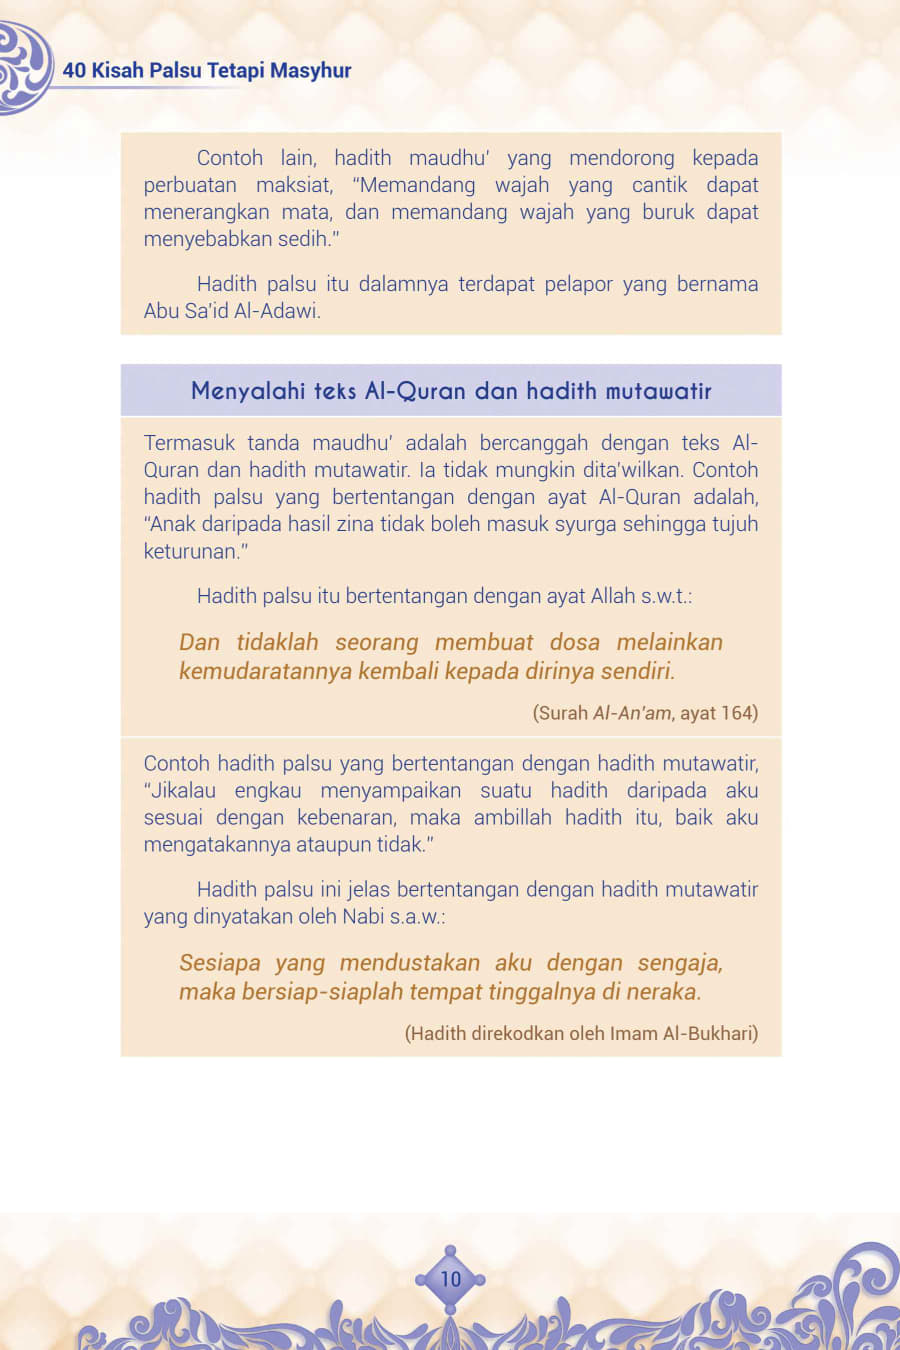 40 Kisah Palsu Tetapi Masyhur
Contoh lain, hadith maudhu’ yang mendorong kepada
perbuatan maksiat, “Memandang wajah yang cantik dapat
menerangkan mata, dan memandang wajah yang buruk dapat
menyebabkan sedih.”
Hadith palsu itu dalamnya terdapat pelapor yang bernama
Abu Sa’id Al-Adawi.
Menyalahi teks Al-Quran dan hadith mutawatir
Termasuk tanda maudhu’ adalah bercanggah dengan teks Al-
Quran dan hadith mutawatir. Ia tidak mungkin dita’wilkan. Contoh
hadith palsu yang bertentangan dengan ayat Al-Quran adalah,
“Anak daripada hasil zina tidak boleh masuk syurga sehingga tujuh
keturunan.”
Hadith palsu itu bertentangan dengan ayat Allah s.w.t.:
Dan tidaklah seorang membuat dosa melainkan
kemudaratannya kembali kepada dirinya sendiri.
(Surah Al-An’am, ayat 164)
Contoh hadith palsu yang bertentangan dengan hadith mutawatir,
“Jikalau engkau menyampaikan suatu hadith daripada aku
sesuai dengan kebenaran, maka ambillah hadith itu, baik aku
mengatakannya ataupun tidak.”
Hadith palsu ini jelas bertentangan dengan hadith mutawatir
yang dinyatakan oleh Nabi s.a.w.:
Sesiapa yang mendustakan aku dengan sengaja,
maka bersiap-siaplah tempat tinggalnya di neraka.
(Hadith direkodkan oleh Imam Al-Bukhari)
10